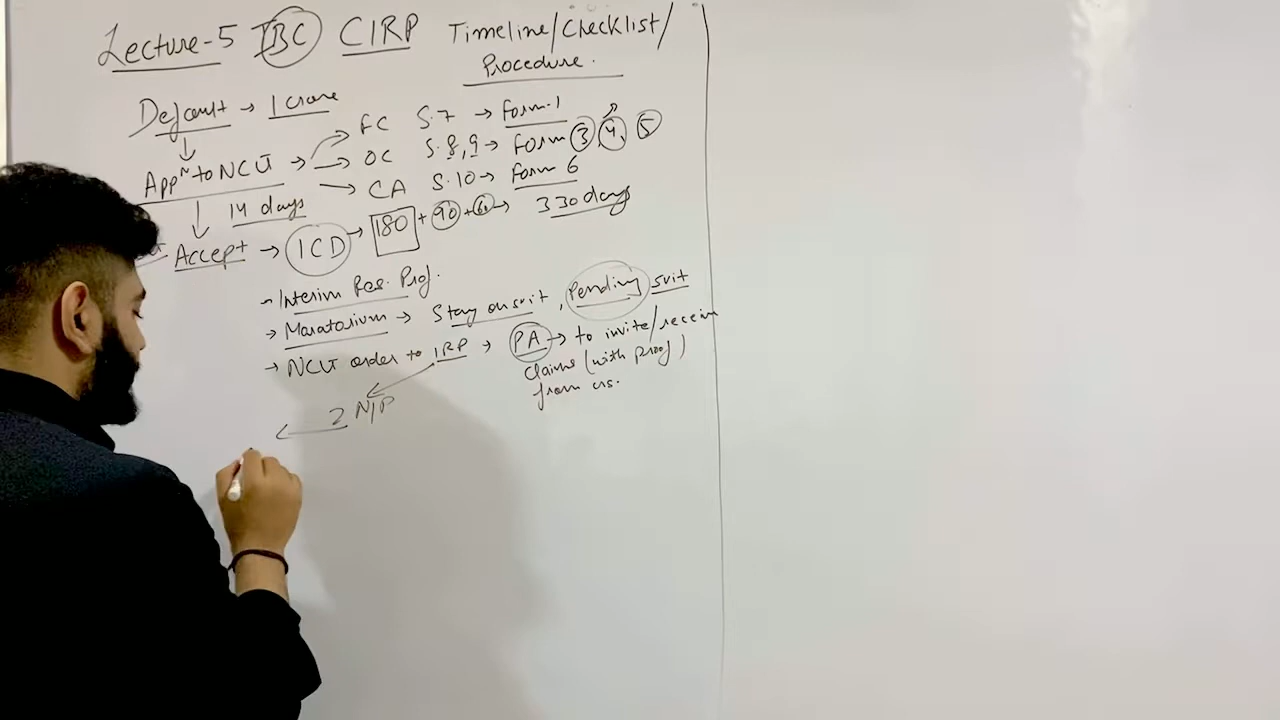 Lecture-5 IBC CIRP Timeline/Checklist/
Procedure.
Default → 1 crore
FC S.7 → Form-1
OC S.8,9 → Form 3, 4, 5
CA S.10 → Form 6
Appn to NCLT →
14 days
Accept → ICD → 180 + 90 + 60 → 330 days
- Interim Res. Prof.
→ Moratorium → Stay on suit, Pending suit
→ NCLT order to IRP → PA → to invite/receive
claims (with proof)
from crs.
2 N/P